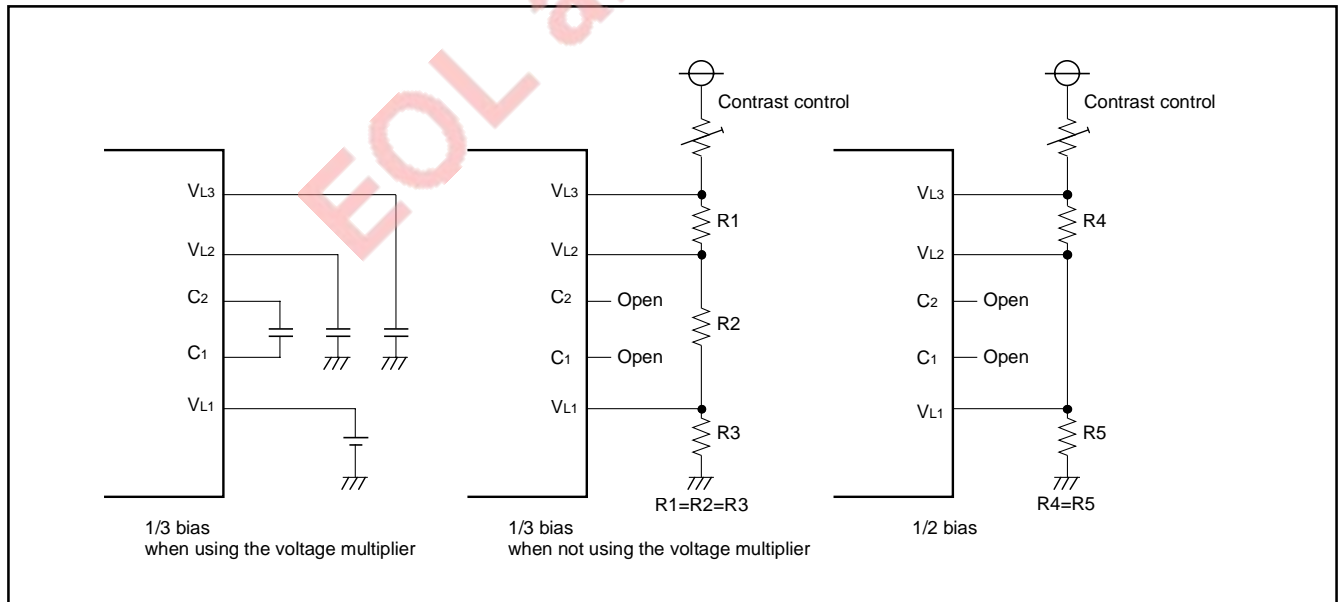 EOL a
Contrast control
Contrast control
VL3
VL2
C2
C1
VL1
1/3 bias
when using the voltage multiplier
VL3
R1
VL2
C2
Open
R2
C1
Open
VL1
R3
R1=R2=R3
1/3 bias
when not using the voltage multiplier
VL3
R4
VL2
C2
Open
C1
Open
VL1
R5
R4=R5
1/2 bias